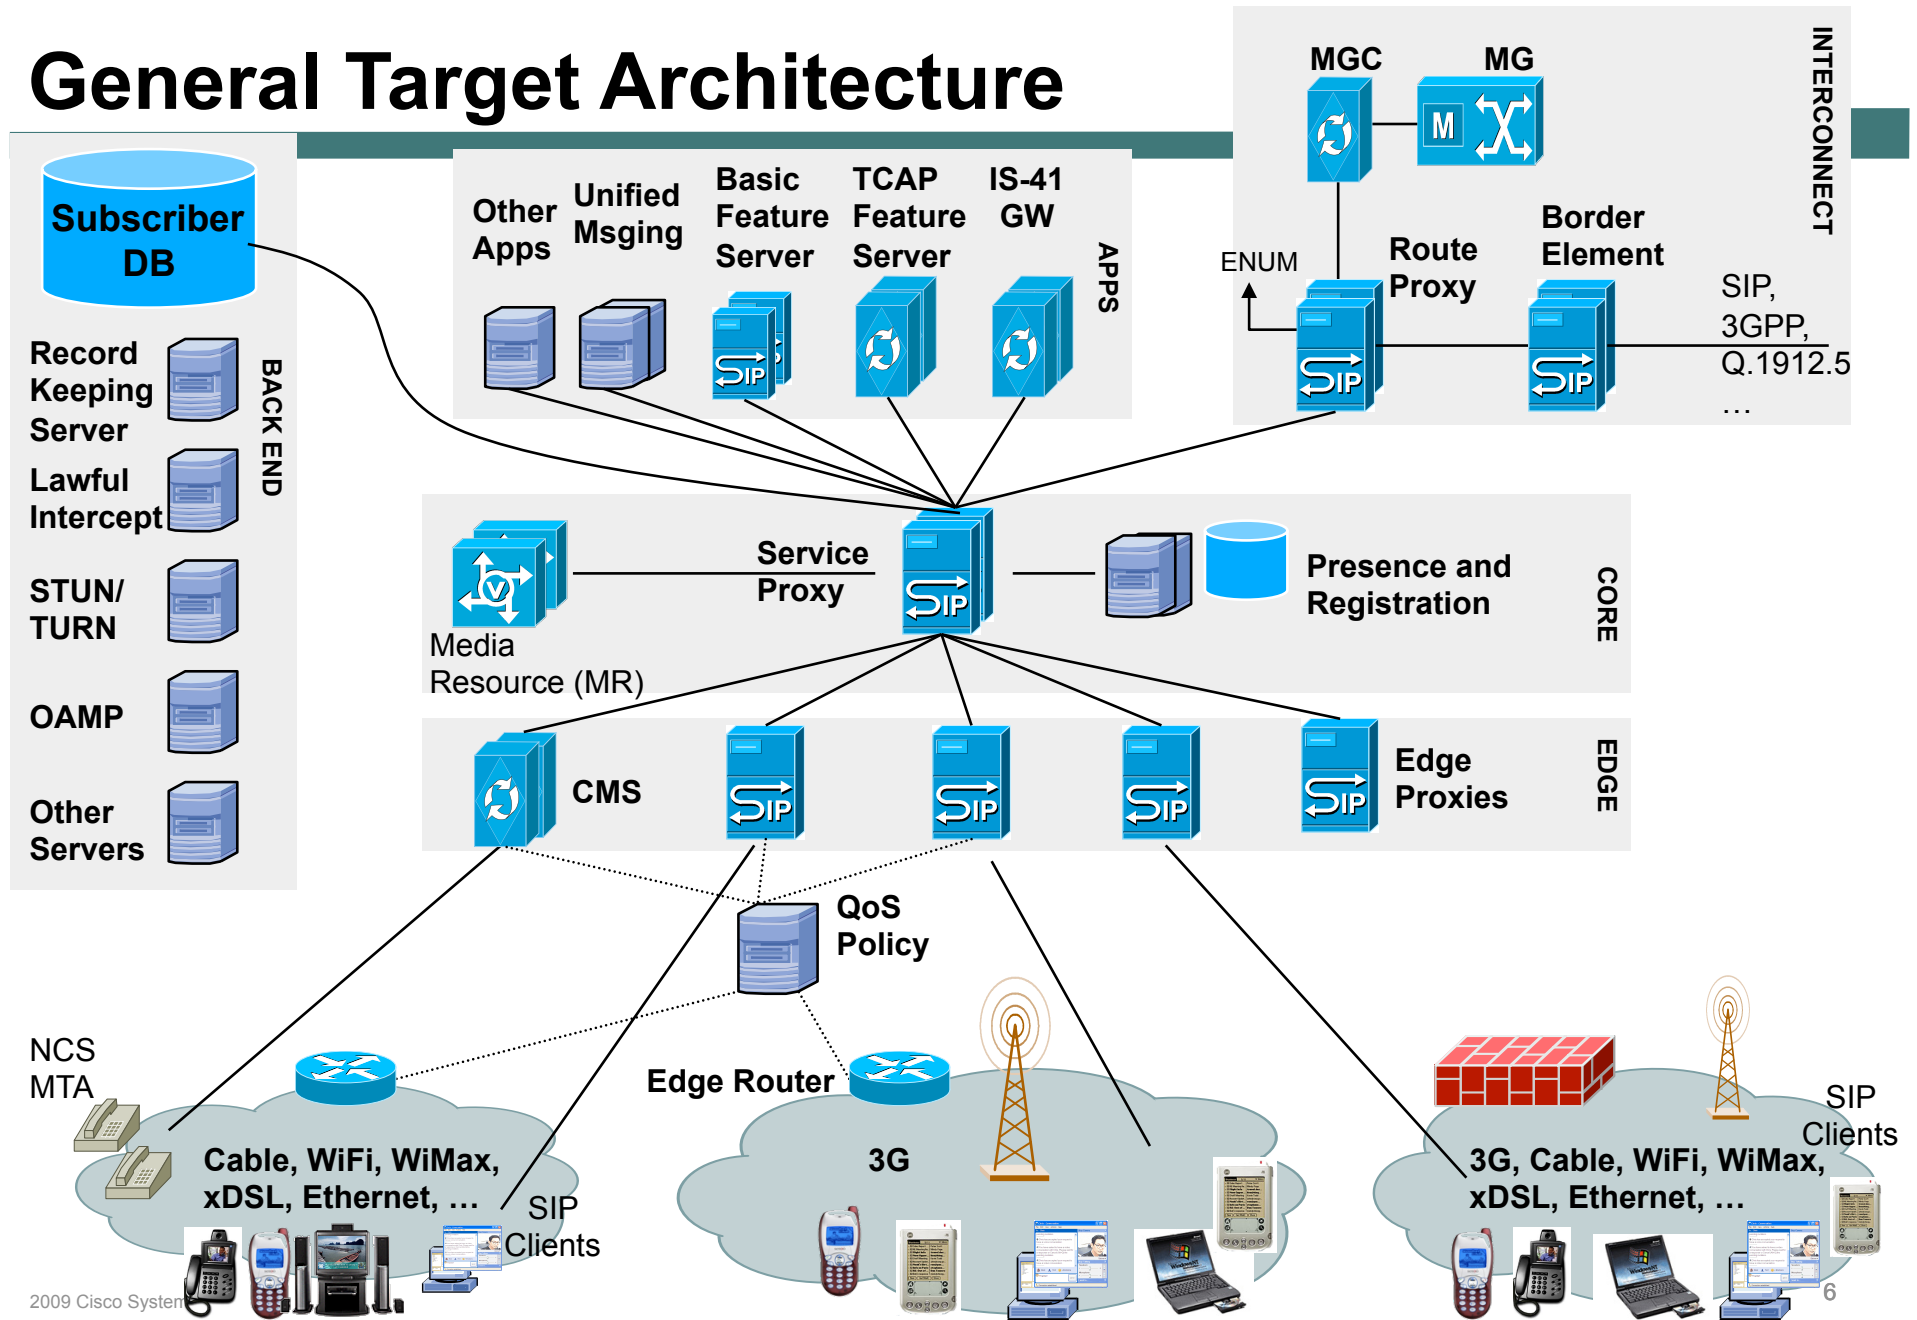 General Target Architecture
MGC
MG
INTERCONNECT
M
ENUM
Route
Proxy
Border
Element
SIP,
3GPP,
Q.1912.5
…
SIP
SIP
Subscriber
DB
Record
Keeping
Server
Lawful
Intercept
STUN/
TURN
OAMP
Other
Servers
BACK END
Other
Apps
Unified
Msging
Basic
Feature
Server
TCAP
Feature
Server
IS-41
GW
APPS
SIP
Service
Proxy
V
SIP
Media
Resource (MR)
Presence and
Registration
CORE
CMS
SIP
SIP
SIP
SIP
Edge
Proxies
EDGE
QoS
Policy
NCS
MTA
Edge Router
Cable, WiFi, WiMax,
xDSL, Ethernet, …
SIP
Clients
3G
3G, Cable, WiFi, WiMax,
xDSL, Ethernet, …
SIP
Clients
2009 Cisco System
6